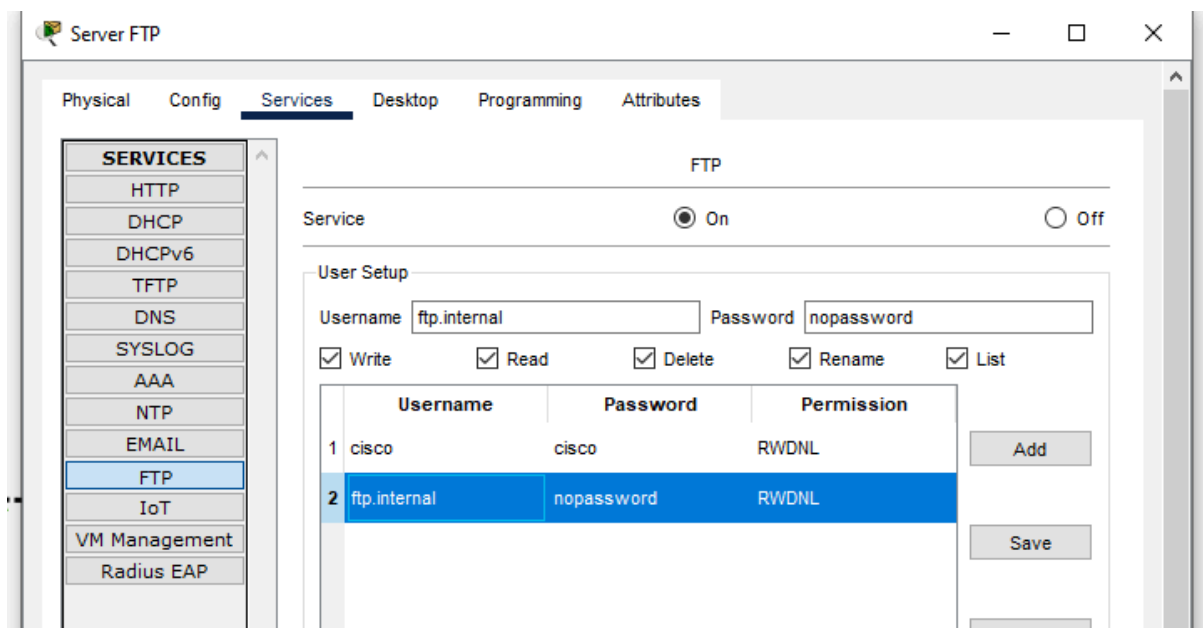 Server FTP
Physical Config Services Desktop Programming Attributes
SERVICES
HTTP
DHCP
DHCPv6
TFTP
DNS
SYSLOG
AAA
NTP
EMAIL
FTP
IoT
VM Management
Radius EAP
FTP
Service On Off
User Setup
Username ftp.internal Password nopassword
Write Read Delete Rename List
Username Password Permission
1 cisco cisco RWDNL
2 ftp.internal nopassword RWDNL
Add
Save